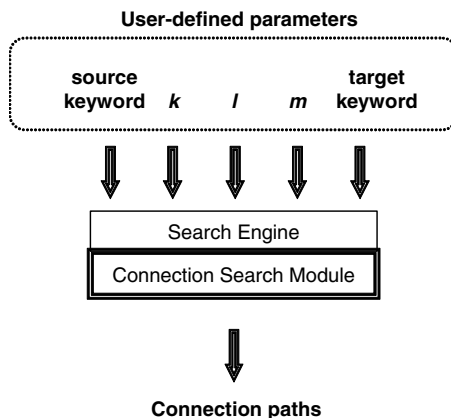 User-defined parameters
source keyword k l m target keyword
Search Engine
Connection Search Module
Connection paths